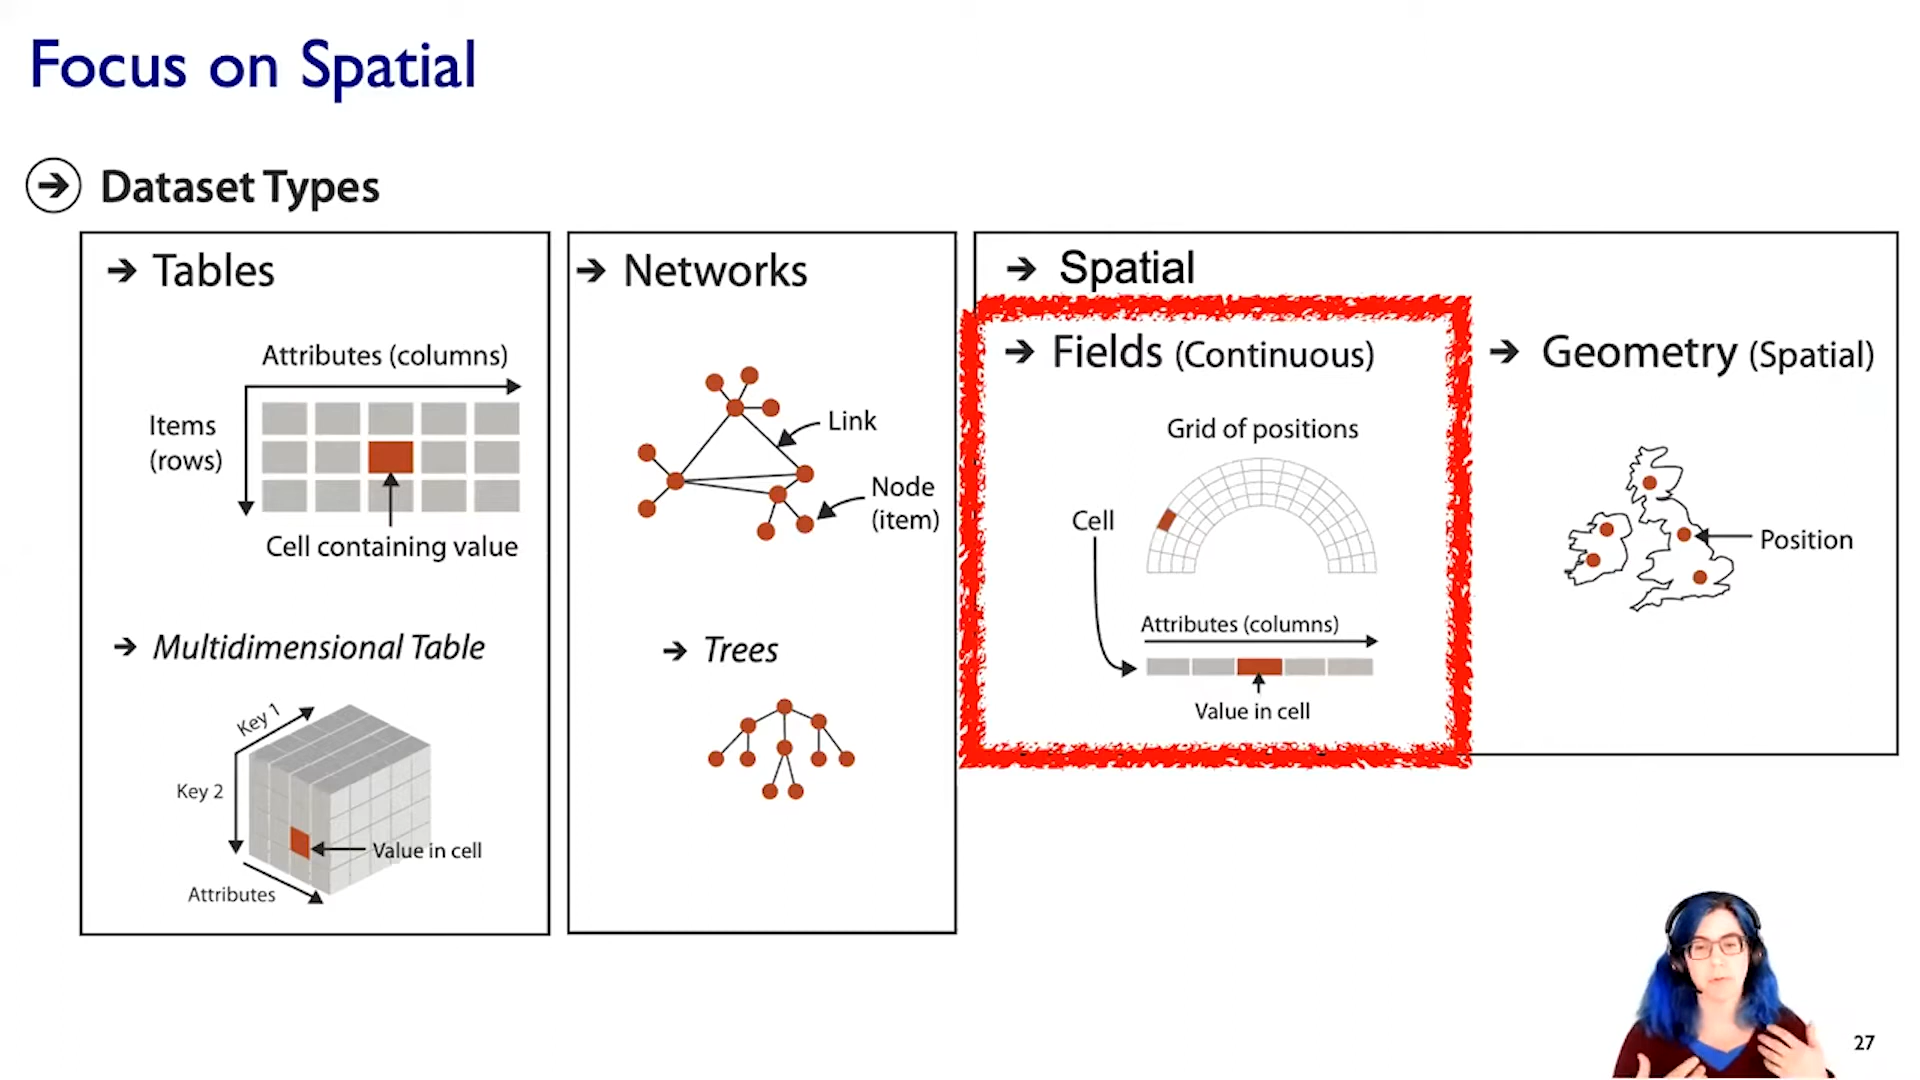 Focus on Spatial
Dataset Types
Tables
Attributes (columns)
Items
(rows)
Cell containing value
Multidimensional Table
Key 1
Key 2
Value in cell
Attributes
Networks
Link
Node
(item)
Trees
Spatial
Fields (Continuous)
Grid of positions
Cell
Attributes (columns)
Value in cell
Geometry (Spatial)
Position
27